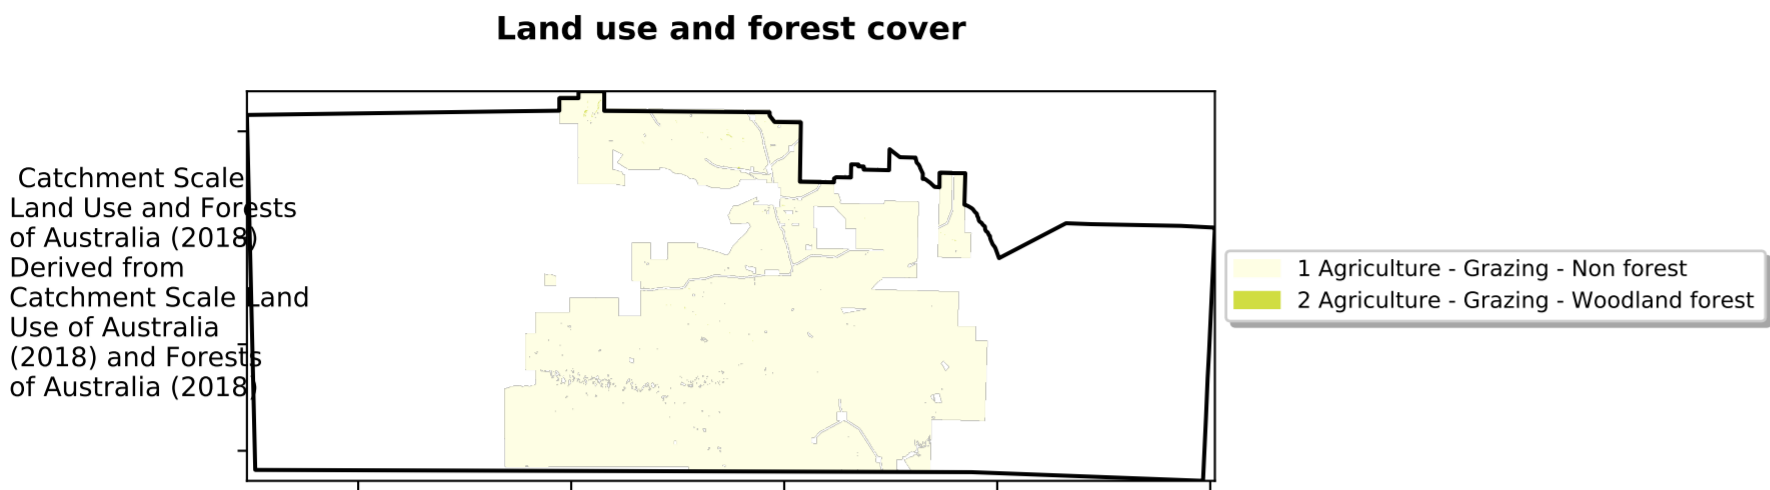 Land use and forest cover
Catchment Scale
Land Use and Forests
of Australia (2018)
Derived from
Catchment Scale Land
Use of Australia
(2018) and Forests
of Australia (2018)
1 Agriculture - Grazing - Non forest
2 Agriculture - Grazing - Woodland forest